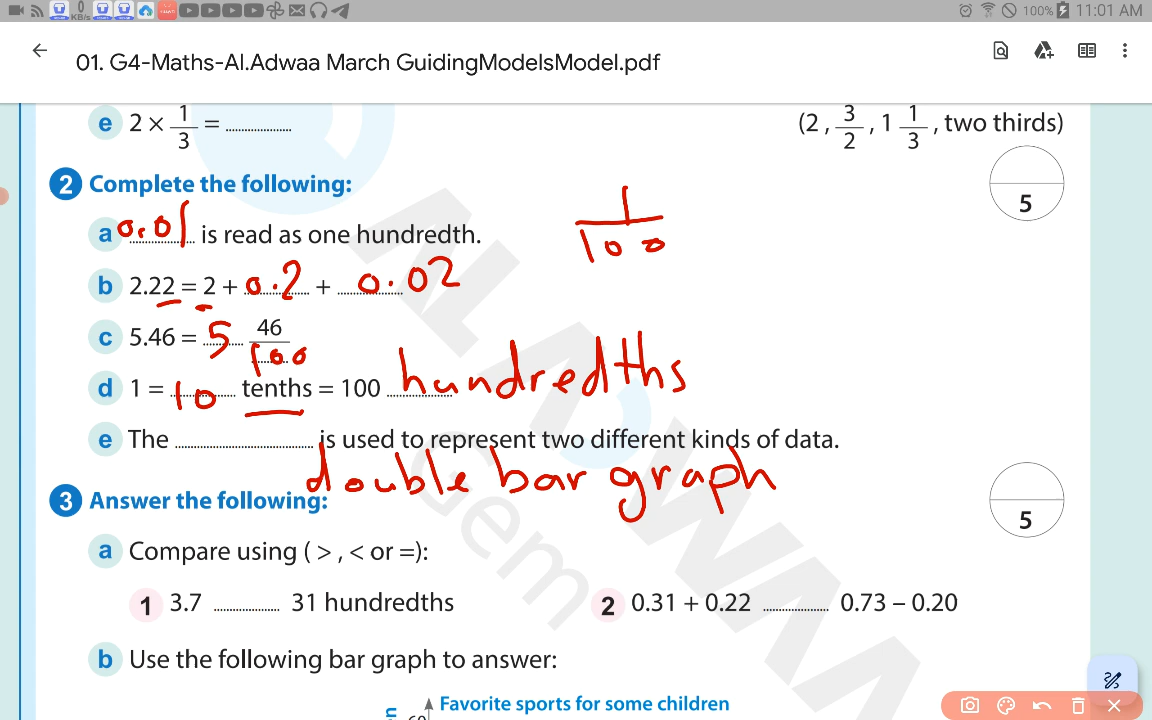 KB/s 100% 11:01 AM
01. G4-Maths-Al.Adwaa March GuidingModelsModel.pdf
e 2 × 1/3 = .................... (2 , 3/2 , 1 1/3 , two thirds)
2 Complete the following:
5
a 0.01 is read as one hundredth.
1/100
b 2.22 = 2 + 0.2 + 0.02
c 5.46 = 5 46/100
d 1 = 10 tenths = 100 hundredths
e The .................... is used to represent two different kinds of data.
double bar graph
3 Answer the following:
5
a Compare using ( > , < or =):
1 3.7 .................... 31 hundredths 2 0.31 + 0.22 .................... 0.73 – 0.20
b Use the following bar graph to answer:
Favorite sports for some children
60
ALADWAA
Gem